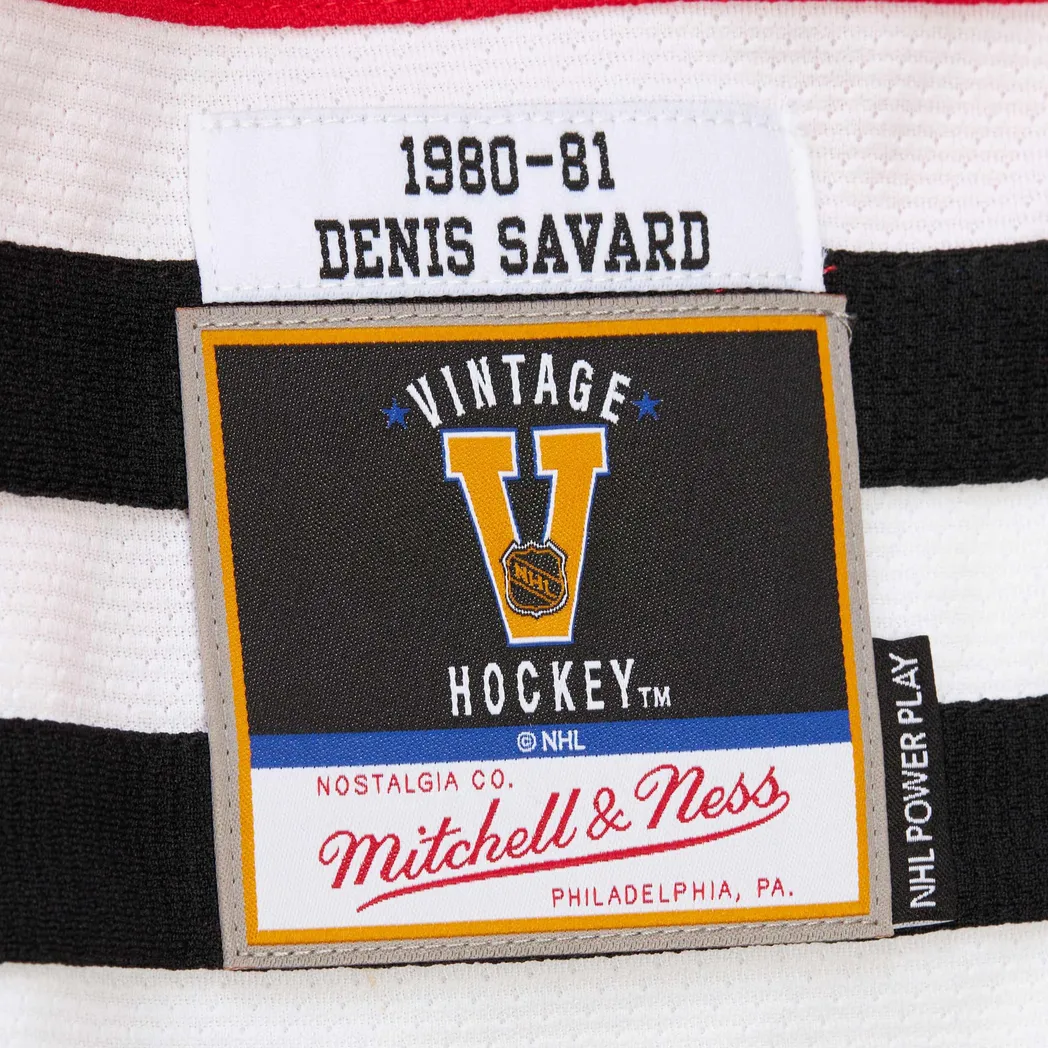 1980-81
DENIS SAVARD
VINTAGE
V
NHL
HOCKEY™
© NHL
NOSTALGIA CO.
Mitchell & Ness
PHILADELPHIA, PA.
NHL POWER PLAY